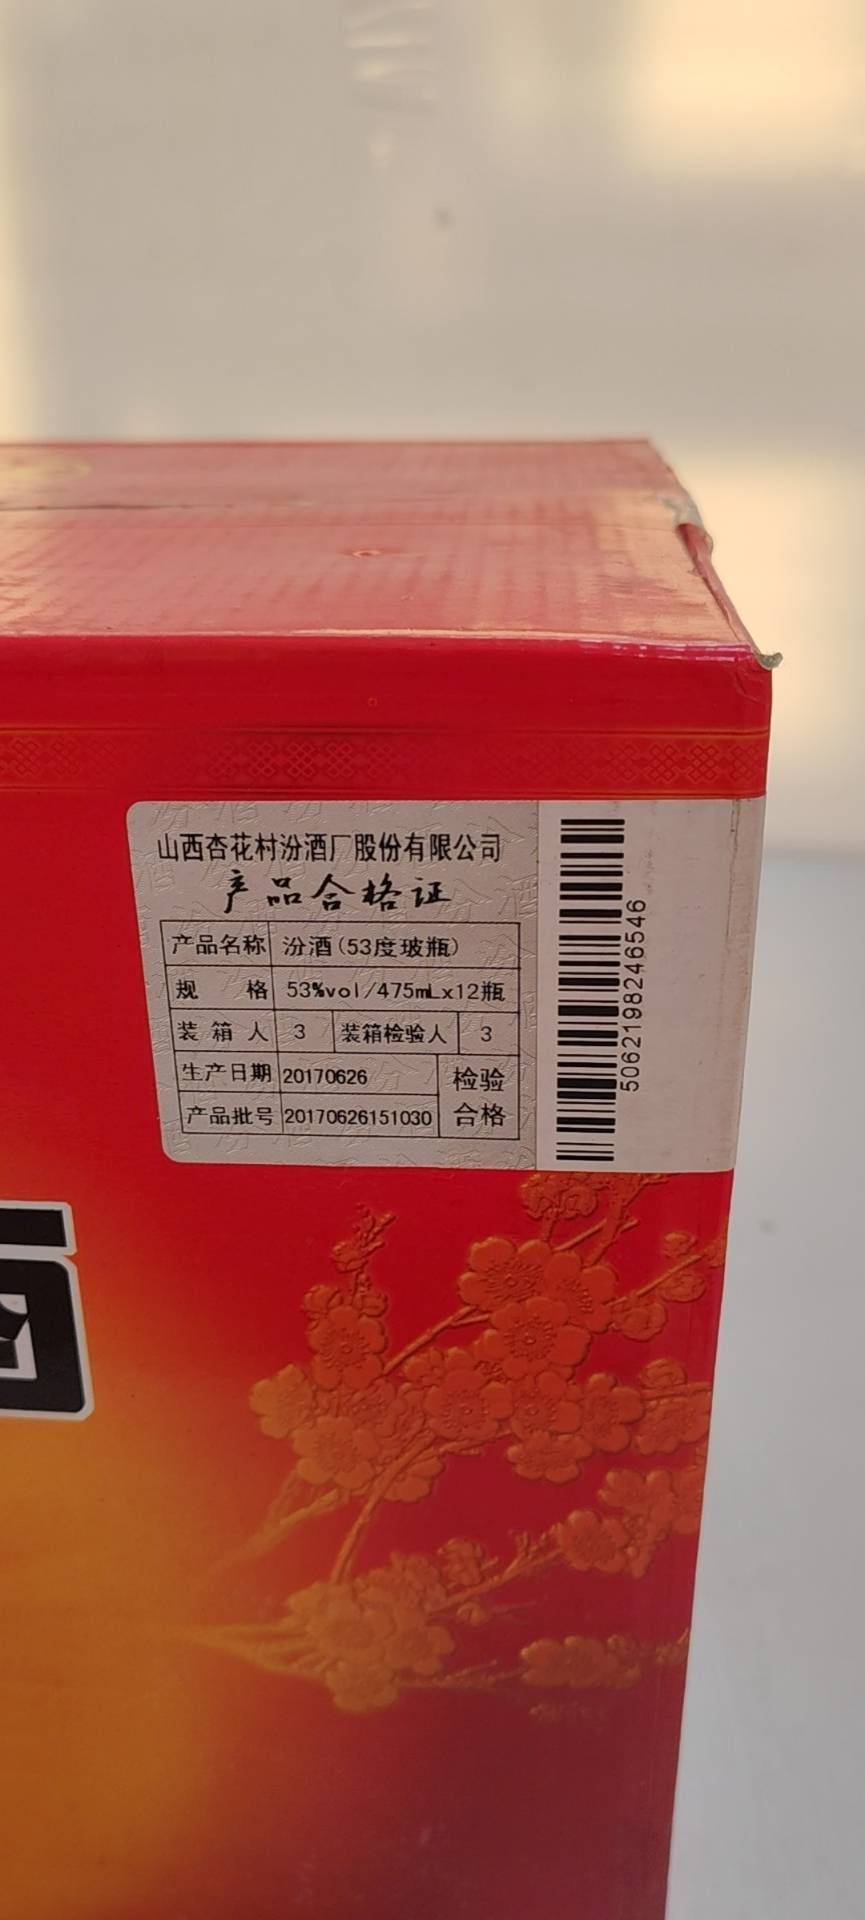 山西杏花村汾酒厂股份有限公司
产品合格证
产品名称 汾酒(53度玻瓶)
规 格 53%vol/475mLx12瓶
装 箱 人 3 装箱检验人 3
生产日期 20170626 检验
产品批号 20170626151030 合格
5062198246546